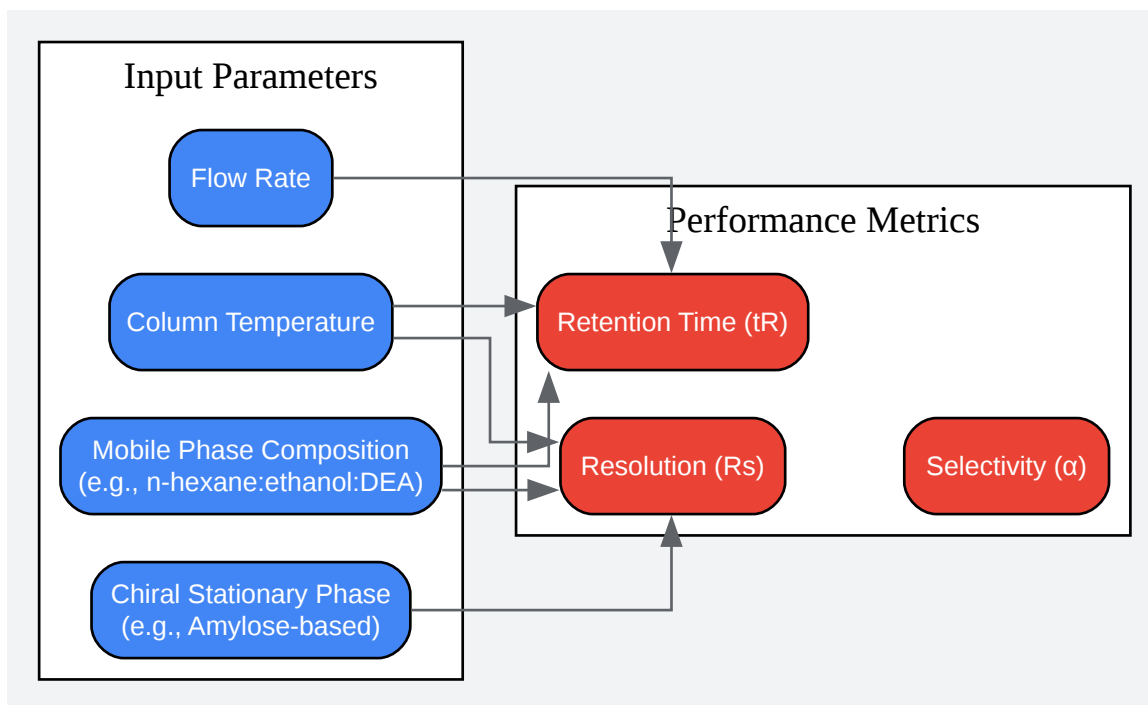 Input Parameters
Flow Rate
Column Temperature
Mobile Phase Composition
(e.g., n-hexane:ethanol:DEA)
Chiral Stationary Phase
(e.g., Amylose-based)
Performance Metrics
Retention Time (tR)
Resolution (Rs)
Selectivity (α)